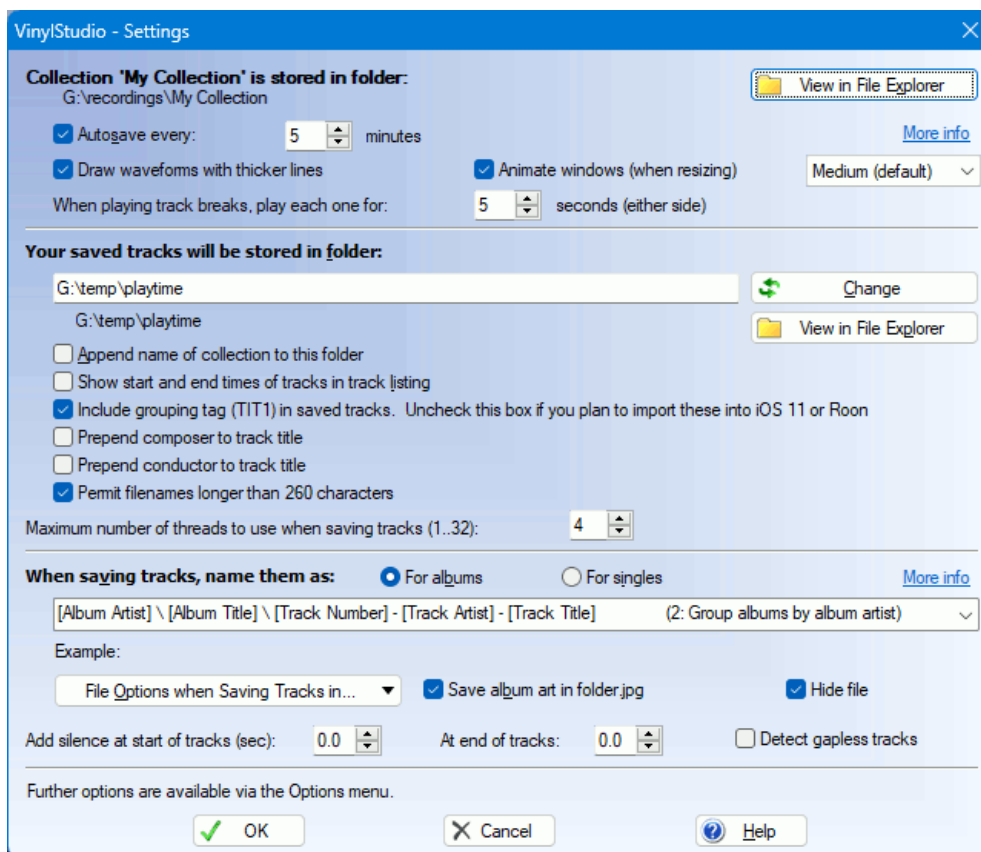 VinylStudio - Settings
Collection 'My Collection' is stored in folder:
G:\recordings\My Collection
View in File Explorer
Autosave every: 5 minutes
More info
Draw waveforms with thicker lines
Animate windows (when resizing)
Medium (default)
When playing track breaks, play each one for: 5 seconds (either side)
Your saved tracks will be stored in folder:
G:\temp\playtime
Change
G:\temp\playtime
View in File Explorer
Append name of collection to this folder
Show start and end times of tracks in track listing
Include grouping tag (TIT1) in saved tracks. Uncheck this box if you plan to import these into iOS 11 or Roon
Prepend composer to track title
Prepend conductor to track title
Permit filenames longer than 260 characters
Maximum number of threads to use when saving tracks (1..32): 4
When saving tracks, name them as: For albums For singles More info
[Album Artist] \ [Album Title] \ [Track Number] - [Track Artist] - [Track Title] (2: Group albums by album artist)
Example:
File Options when Saving Tracks in... Save album art in folder.jpg Hide file
Add silence at start of tracks (sec): 0.0 At end of tracks: 0.0 Detect gapless tracks
Further options are available via the Options menu.
OK Cancel Help